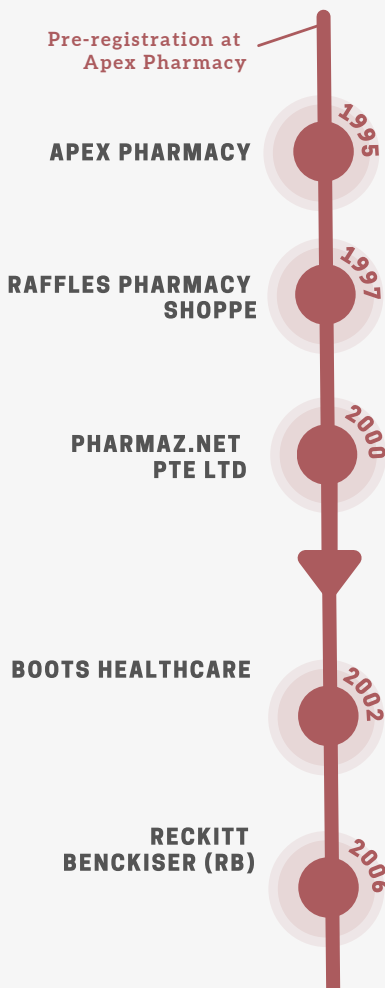 Pre-registration at
Apex Pharmacy
1995
APEX PHARMACY
1997
RAFFLES PHARMACY
SHOPPE
2000
PHARMAZ.NET
PTE LTD
2002
BOOTS HEALTHCARE
2006
RECKITT
BENCKISER (RB)